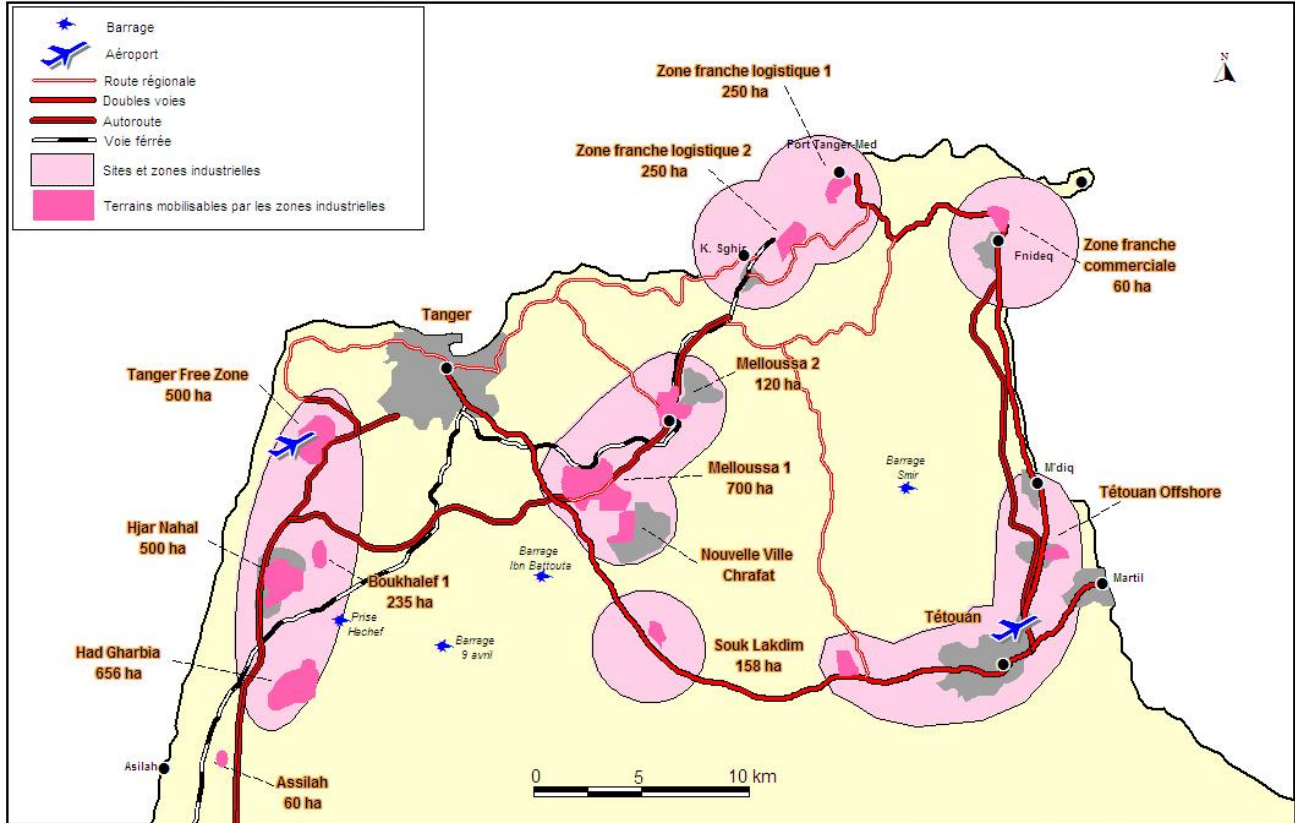 Barrage
Aéroport
Route régionale
Doubles voies
Autoroute
Voie férrée
Sites et zones industrielles
Terrains mobilisables par les zones industrielles
N
Zone franche logistique 1
250 ha
Zone franche logistique 2
250 ha
Port Tanger-Med
K. Sghir
Fnideq
Zone franche
commerciale
60 ha
Tanger
Tanger Free Zone
500 ha
Melloussa 2
120 ha
Melloussa 1
700 ha
Barrage
Smir
M'diq
Tétouan Offshore
Hjar Nahal
500 ha
Boukhalef 1
235 ha
Barrage
Ibn Battouta
Nouvelle Ville
Chrafat
Martil
Prise
Hachef
Barrage
9 avril
Tétouan
Had Gharbia
656 ha
Souk Lakdim
158 ha
Asilah
Assilah
60 ha
0 5 10 km